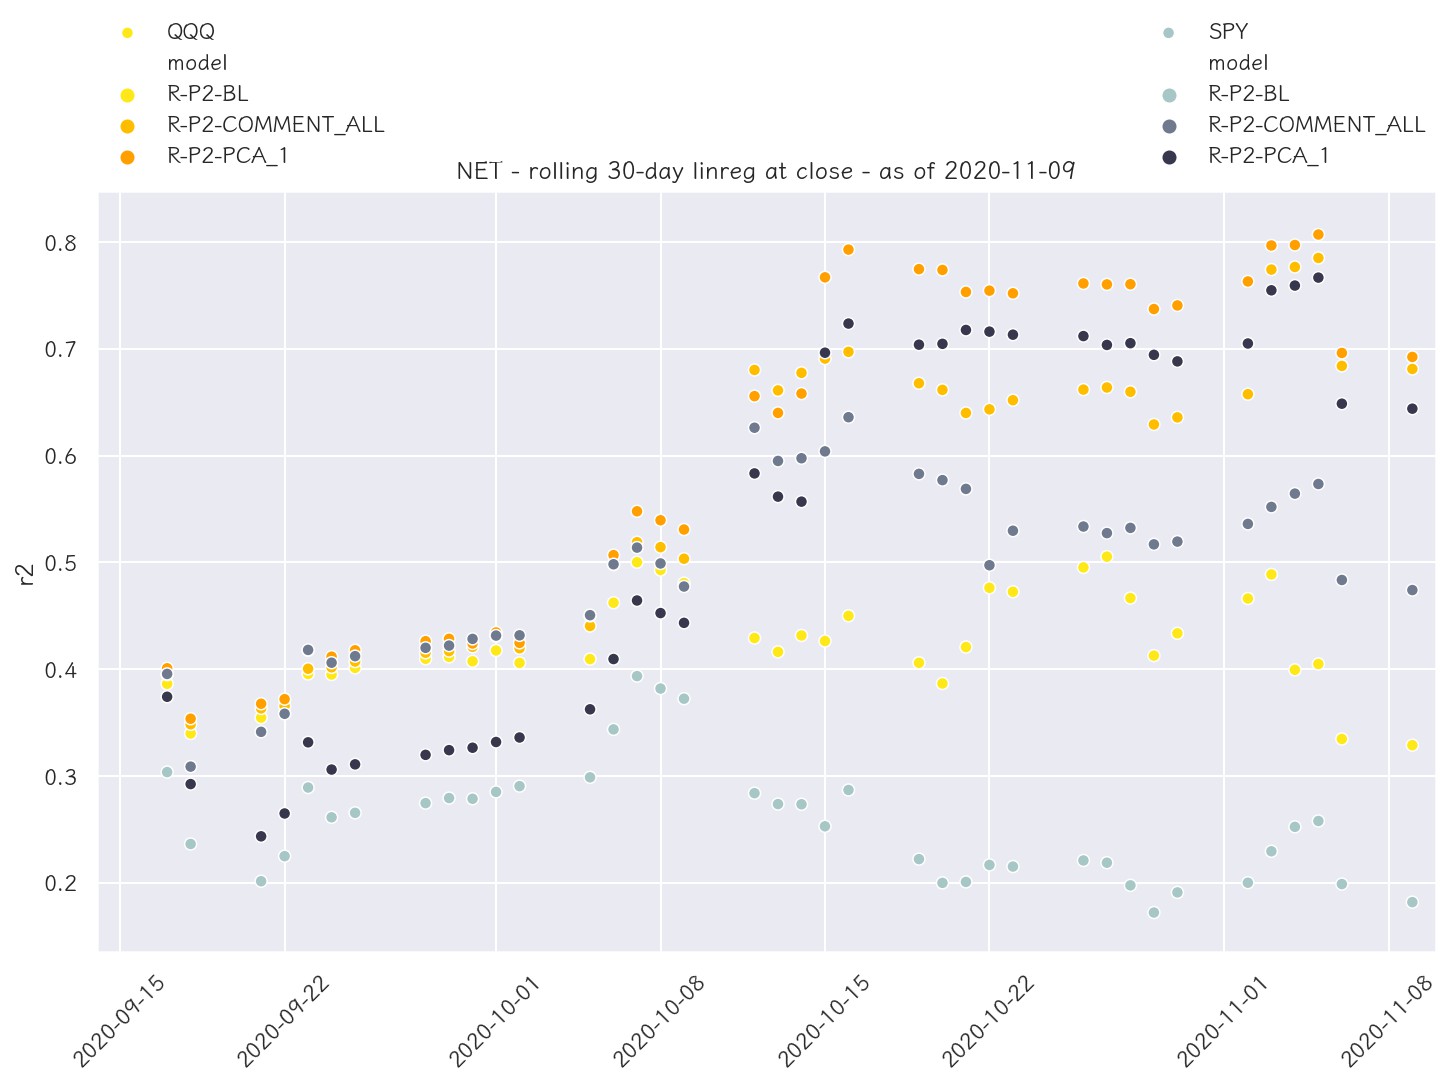 QQQ
model
R-P2-BL
R-P2-COMMENT_ALL
R-P2-PCA_1
SPY
model
R-P2-BL
R-P2-COMMENT_ALL
R-P2-PCA_1
NET - rolling 30-day linreg at close - as of 2020-11-09
r2
0.8
0.7
0.6
0.5
0.4
0.3
0.2
2020-09-15
2020-09-22
2020-10-01
2020-10-08
2020-10-15
2020-10-22
2020-11-01
2020-11-08